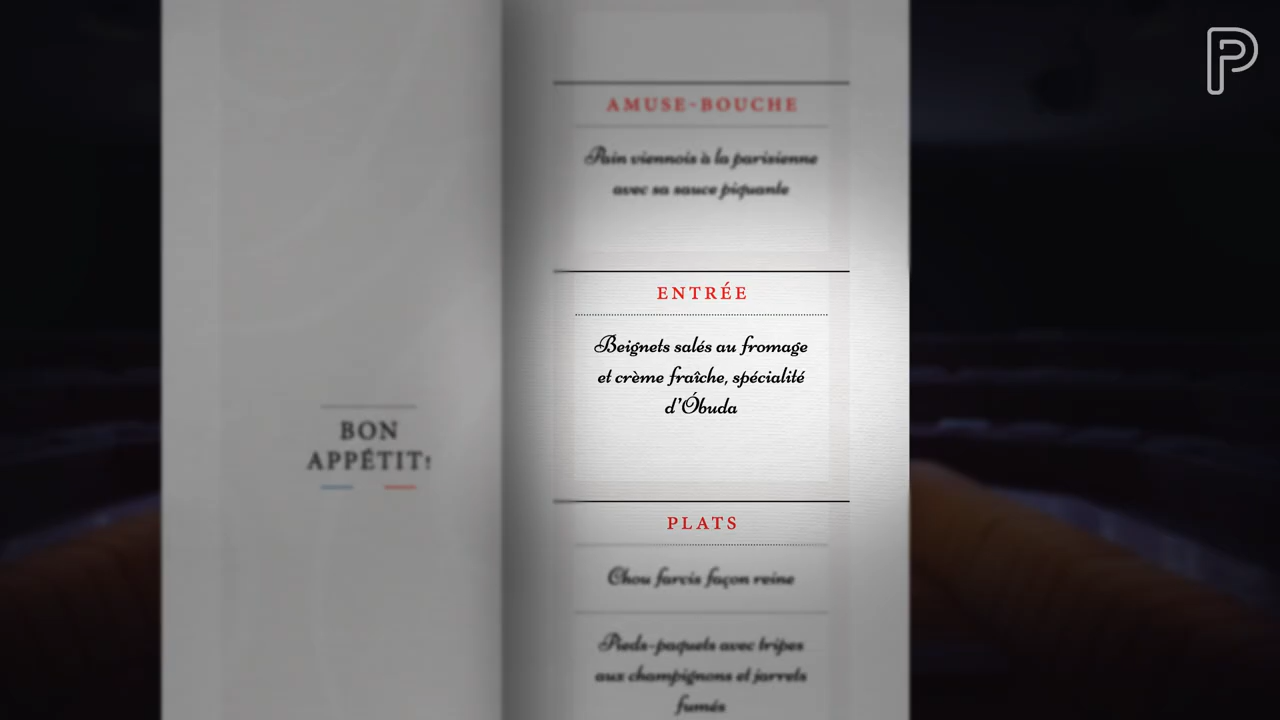 BON
APPÉTIT!
AMUSE-BOUCHE
Pain viennois à la parisienne
avec sa sauce piquante
ENTRÉE
Beignets salés au fromage
et crème fraîche, spécialité
d'Óbuda
PLATS
Chou farcis façon reine
Pieds-paquets avec tripes
aux champignons et jarrets
fumés